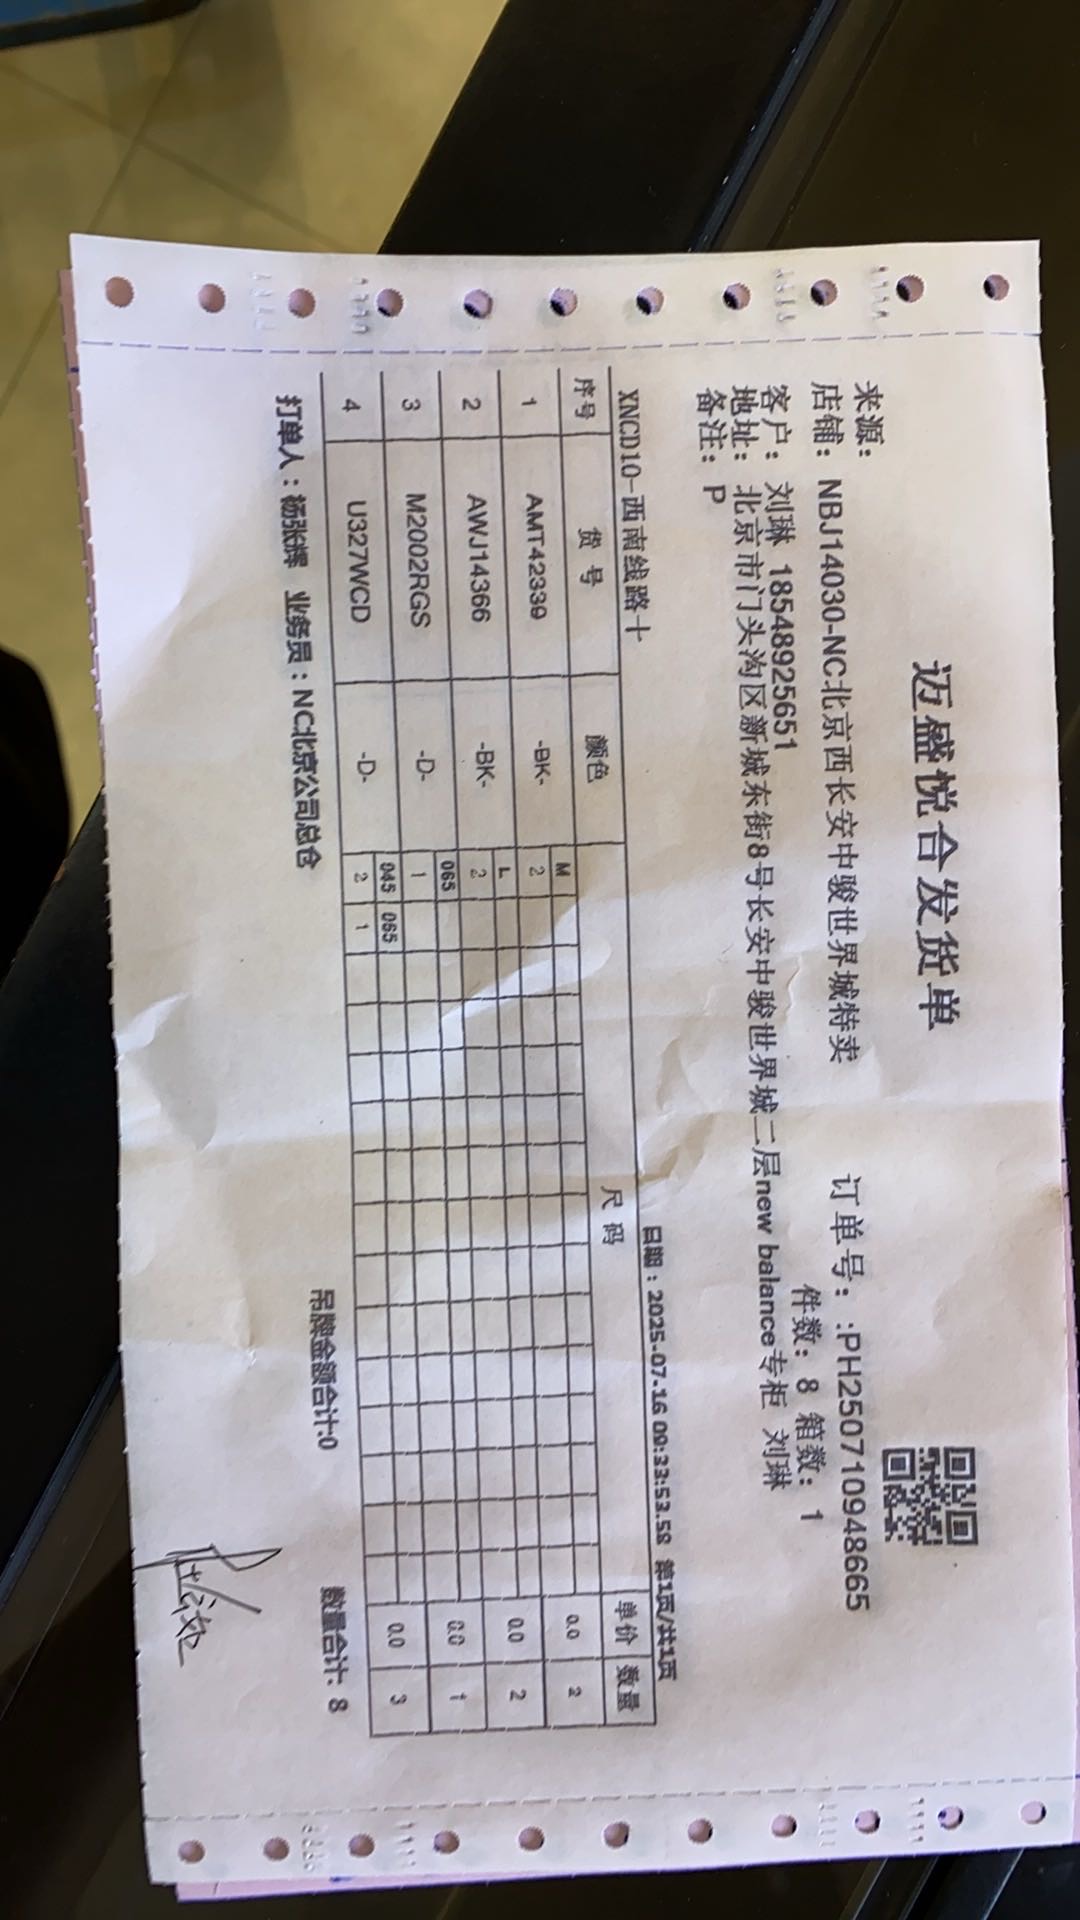 迈盛悦合发货单
来源:
店铺: NBJ14030-NC北京西长安中骏世界城特卖 订单号: :PH250710948665
客户: 刘琳 18548925651 件数: 8 箱数: 1
地址: 北京市门头沟区新城东街8号长安中骏世界城二层new balance专柜 刘琳
备注: P
XNCD10-西南线路十 日期:2025-07-16 09:33:53.58 第1页/共1页
序号 货号 颜色 尺码 单价 数量
M
1 AMT42339 -BK- 2 0.0 2
L
2 AWJ14366 -BK- 2 0.0 2
065
3 M2002RGS -D- 1 0.0 1
045 065
4 U327WCD -D- 2 1 0.0 3
打单人:杨张辉 业务员:NC北京公司总仓 吊牌金额合计:0 数量合计: 8